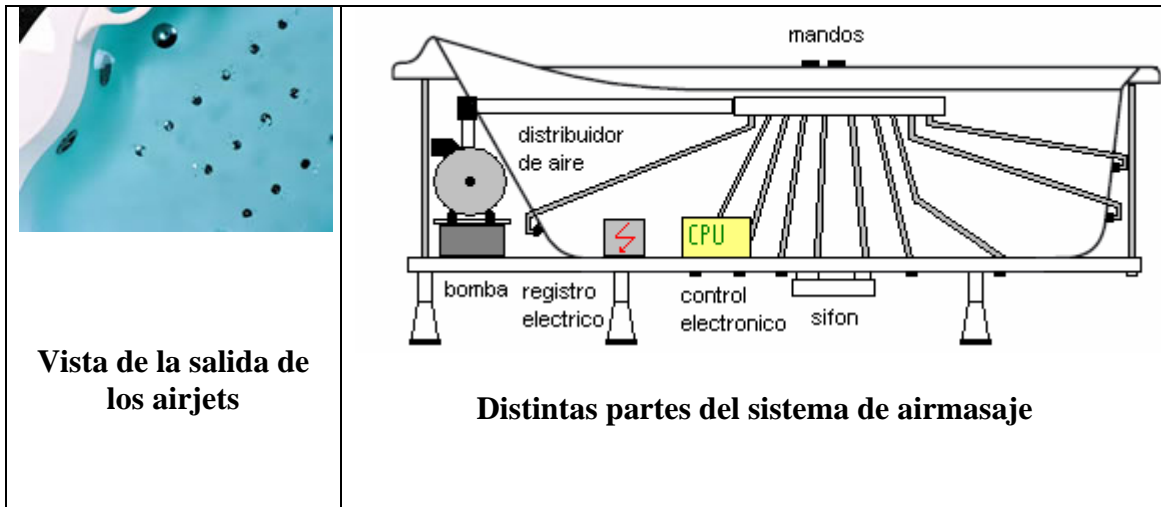 mandos
distribuidor
de aire
CPU
bomba
registro
electrico
control
electronico
sifon
Vista de la salida de
los airjets
Distintas partes del sistema de airmasaje